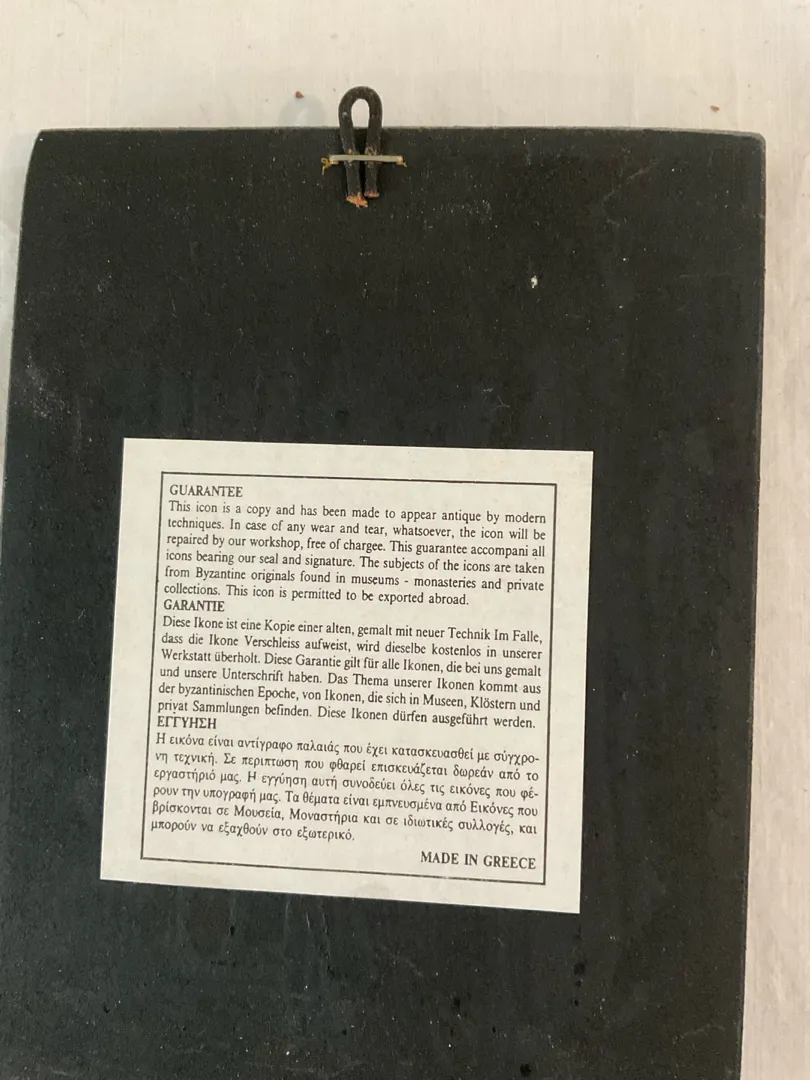 GUARANTEE
This icon is a copy and has been made to appear antique by modern
techniques. In case of any wear and tear, whatsoever, the icon will be
repaired by our workshop, free of chargee. This guarantee accompani all
icons bearing our seal and signature. The subjects of the icons are taken
from Byzantine originals found in museums - monasteries and private
collections. This icon is permitted to be exported abroad.
GARANTIE
Diese Ikone ist eine Kopie einer alten, gemalt mit neuer Technik Im Falle,
dass die Ikone Verschleiss aufweist, wird dieselbe kostenlos in unserer
Werkstatt überholt. Diese Garantie gilt für alle Ikonen, die bei uns gemalt
und unsere Unterschrift haben. Das Thema unserer Ikonen kommt aus
der byzantinischen Epoche, von Ikonen, die sich in Museen, Klöstern und
privat Sammlungen befinden. Diese Ikonen dürfen ausgeführt werden.
ΕΓΓΥΗΣΗ
Η εικόνα είναι αντίγραφο παλαιάς που έχει κατασκευασθεί με σύγχρο-
νη τεχνική. Σε περιπτωση που φθαρεί επισκευάζεται δωρεάν από το
εργαστήριό μας. Η εγγύηση αυτή συνοδεύει όλες τις εικόνες που φέ-
ρουν την υπογραφή μας. Τα θέματα είναι εμπνευσμένα από Εικόνες που
βρίσκονται σε Μουσεία, Μοναστήρια και σε ιδιωτικές συλλογές, και
μπορούν να εξαχθούν στο εξωτερικό.
MADE IN GREECE